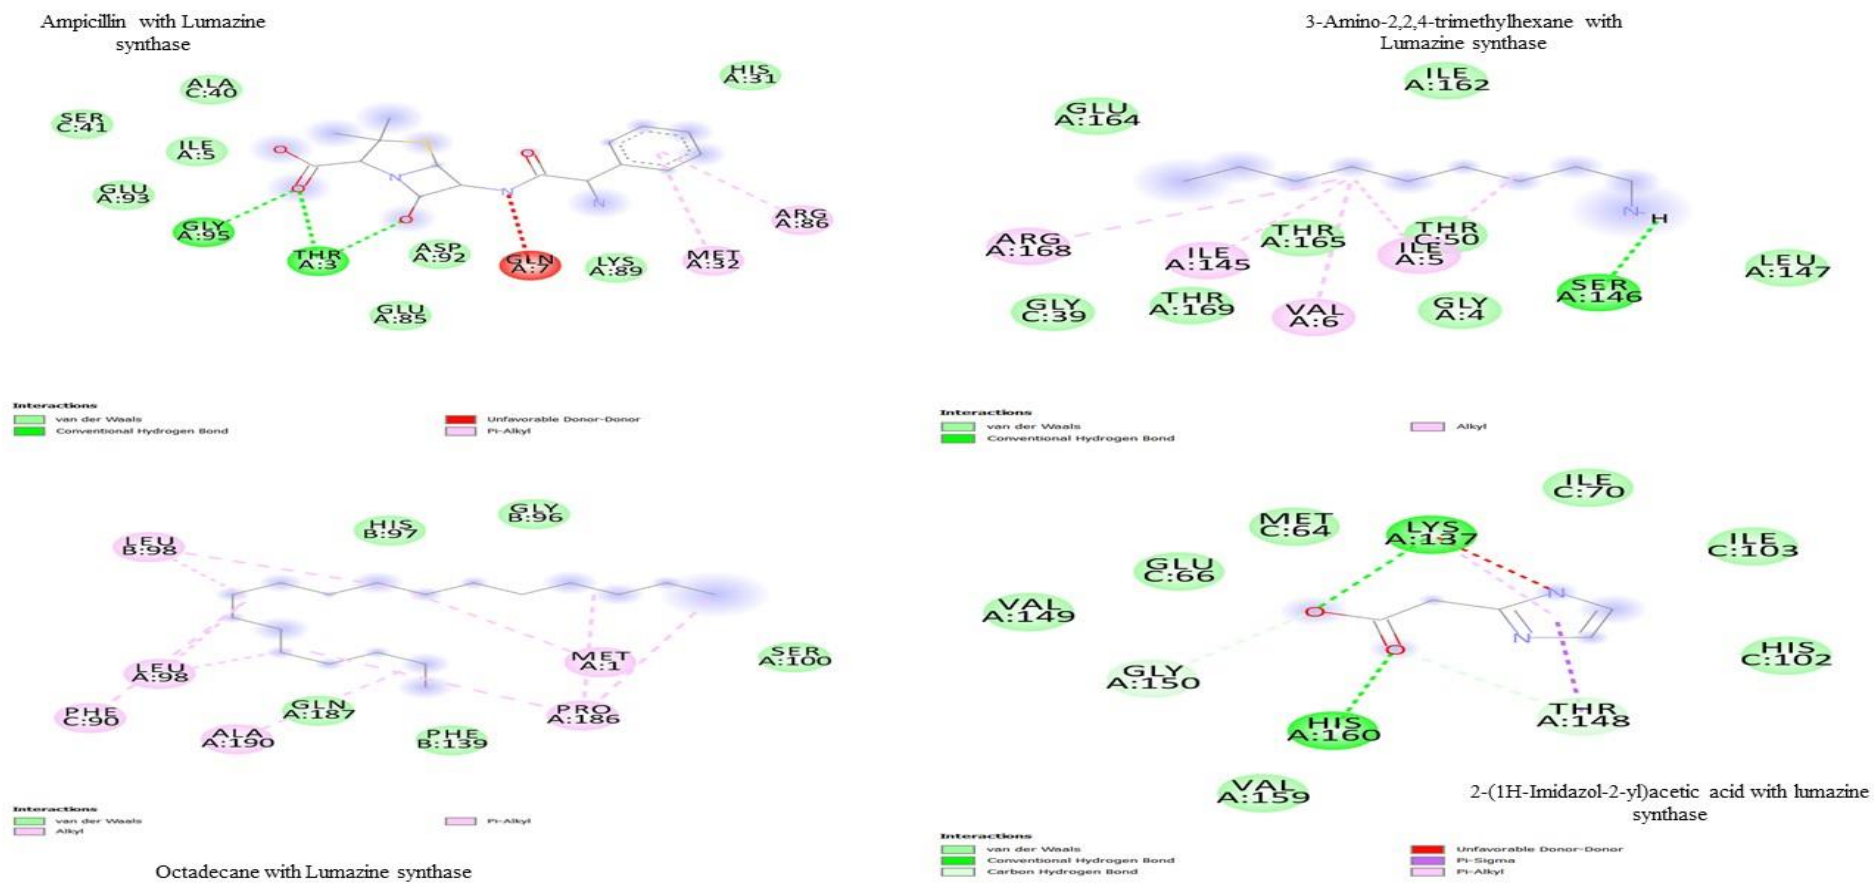 Ampicillin with Lumazine
synthase
HIS
A:31
ALA
C:40
SER
C:41
ILE
A:5
GLU
A:93
GLY
A:95
THR
A:3
ASP
A:92
GLN
A:7
LYS
A:89
MET
A:32
ARG
A:86
GLU
A:85
O
O
S
N
O
N
O
N
Interactions
van der Waals
Conventional Hydrogen Bond
Unfavorable Donor-Donor
Pi-Alkyl
3-Amino-2,2,4-trimethylhexane with
Lumazine synthase
ILE
A:162
GLU
A:164
N
H
ARG
A:168
ILE
A:145
THR
A:165
THR
C:50
ILE
A:5
LEU
A:147
SER
A:146
GLY
C:39
THR
A:169
VAL
A:6
GLY
A:4
Interactions
van der Waals
Conventional Hydrogen Bond
Alkyl
GLY
B:96
HIS
B:97
LEU
B:98
SER
A:100
MET
A:1
LEU
A:98
PHE
C:90
GLN
A:187
ALA
A:190
PHE
B:139
PRO
A:186
Interactions
van der Waals
Alkyl
Pi-Alkyl
Octadecane with Lumazine synthase
ILE
C:70
LYS
A:137
MET
C:64
ILE
C:103
GLU
C:66
VAL
A:149
O
O
N
N
HIS
C:102
GLY
A:150
THR
A:148
HIS
A:160
VAL
A:159
2-(1H-Imidazol-2-yl)acetic acid with lumazine
synthase
Interactions
van der Waals
Conventional Hydrogen Bond
Carbon Hydrogen Bond
Unfavorable Donor-Donor
Pi-Sigma
Pi-Alkyl